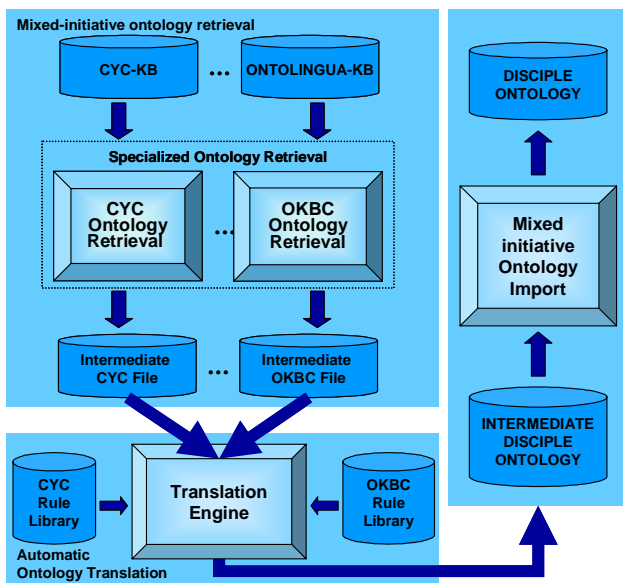 Mixed-initiative ontology retrieval
CYC-KB
...
ONTOLINGUA-KB
Specialized Ontology Retrieval
CYC
Ontology
Retrieval
...
OKBC
Ontology
Retrieval
Intermediate
CYC File
...
Intermediate
OKBC File
CYC
Rule
Library
Translation
Engine
OKBC
Rule
Library
Automatic
Ontology Translation
DISCIPLE
ONTOLOGY
Mixed
initiative
Ontology
Import
INTERMEDIATE
DISCIPLE
ONTOLOGY